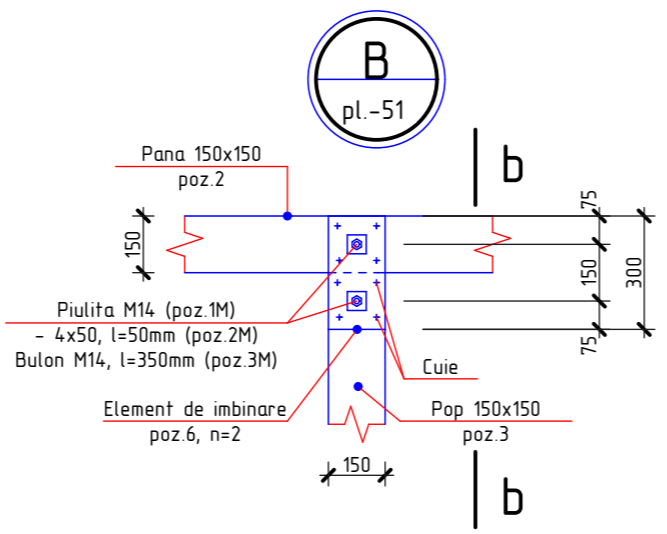 B
pl.-51
b
Pana 150x150
poz.2
150
75
150
300
75
Piulita M14 (poz.1M)
- 4x50, l=50mm (poz.2M)
Bulon M14, l=350mm (poz.3M)
Cuie
Element de imbinare
poz.6, n=2
Pop 150x150
poz.3
150
b